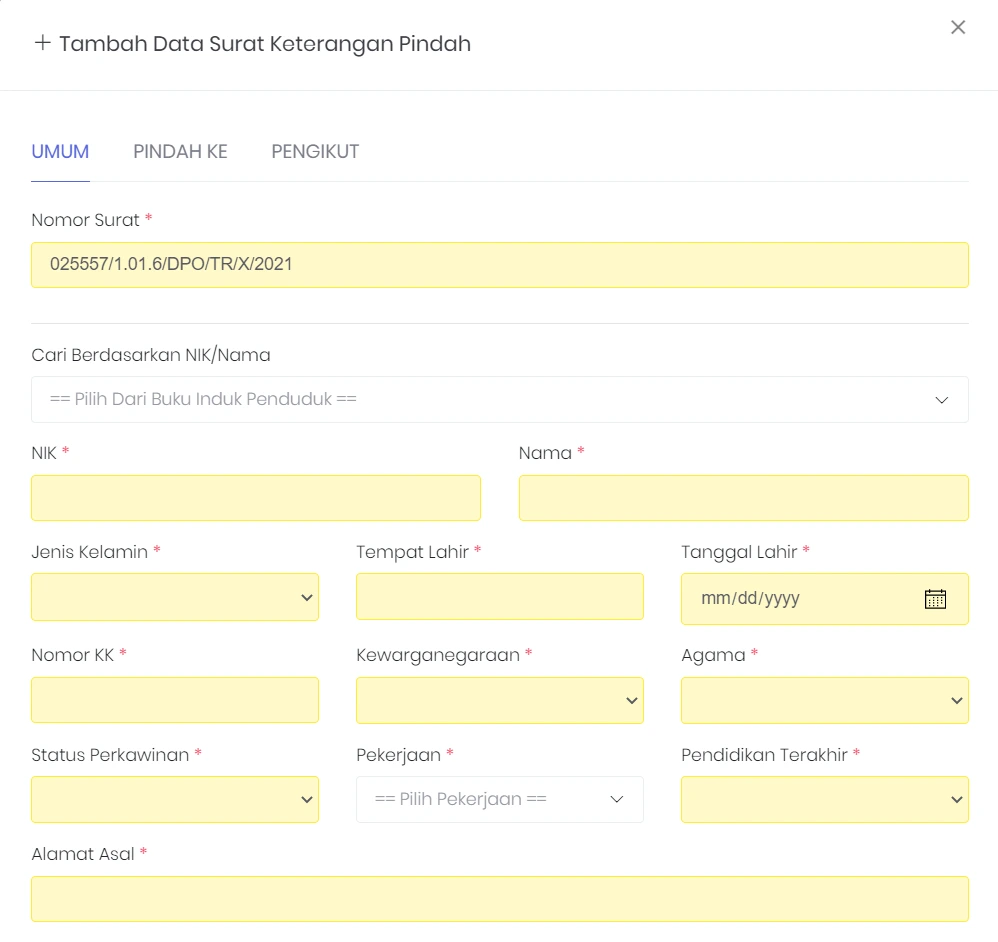 + Tambah Data Surat Keterangan Pindah
UMUM PINDAH KE PENGIKUT
Nomor Surat *
025557/1.01.6/DPO/TR/X/2021
Cari Berdasarkan NIK/Nama
== Pilih Dari Buku Induk Penduduk ==
NIK * Nama *
Jenis Kelamin * Tempat Lahir * Tanggal Lahir *
mm/dd/yyyy
Nomor KK * Kewarganegaraan * Agama *
Status Perkawinan * Pekerjaan * Pendidikan Terakhir *
== Pilih Pekerjaan ==
Alamat Asal *